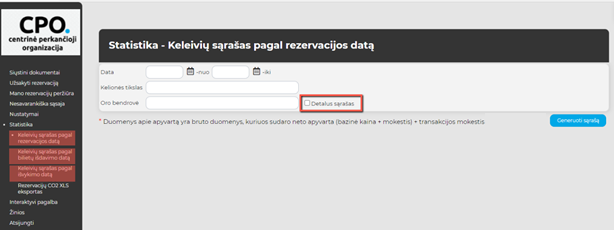 CPO.
centrinė perkančioji
organizacija
Siųstini dokumentai
Užsakyti rezervaciją
Mano rezervacijų peržiūra
Nesavarankiška sąsaja
Nustatymai
Statistika
Keleivių sąrašas pagal
rezervacijos datą
Keleivių sąrašas pagal
bilietų išdavimo datą
Keleivių sąrašas pagal
išvykimo datą
Rezervacijų CO2 XLS
eksportas
Interaktyvi pagalba
Žinios
Atsijungti
Statistika - Keleivių sąrašas pagal rezervacijos datą
Data -nuo -iki
Kelionės tikslas
Oro bendrovė Detalus sąrašas
* Duomenys apie apyvartą yra bruto duomenys, kuriuos sudaro neto apyvarta (bazinė kaina + mokestis) + transakcijos mokestis
Generuoti sąrašą